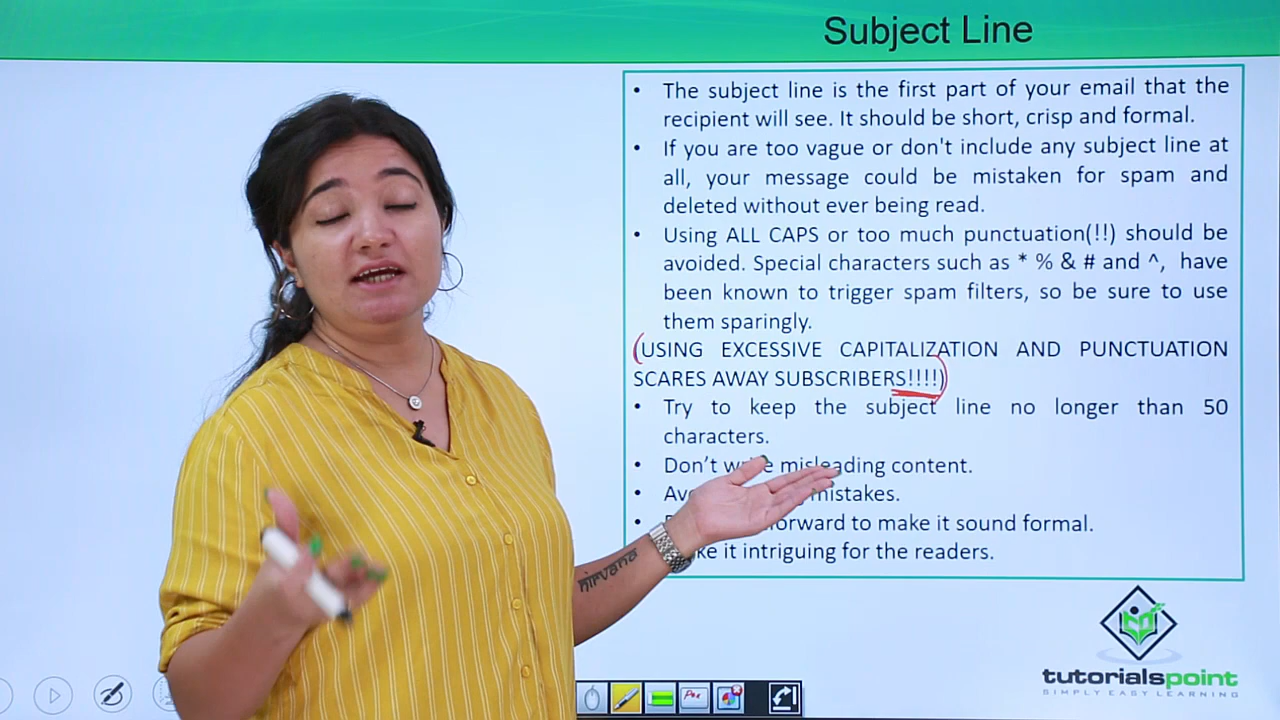 Subject Line
• The subject line is the first part of your email that the
recipient will see. It should be short, crisp and formal.
• If you are too vague or don't include any subject line at
all, your message could be mistaken for spam and
deleted without ever being read.
• Using ALL CAPS or too much punctuation(!!) should be
avoided. Special characters such as * % & # and ^, have
been known to trigger spam filters, so be sure to use
them sparingly.
(USING EXCESSIVE CAPITALIZATION AND PUNCTUATION
SCARES AWAY SUBSCRIBERS!!!!)
• Try to keep the subject line no longer than 50
characters.
• Don’t misleading content.
• mistakes.
• to make it sound formal.
it intriguing for the readers.
nirvana
tutorialspoint
SIMPLY EASY LEARNING
Pen